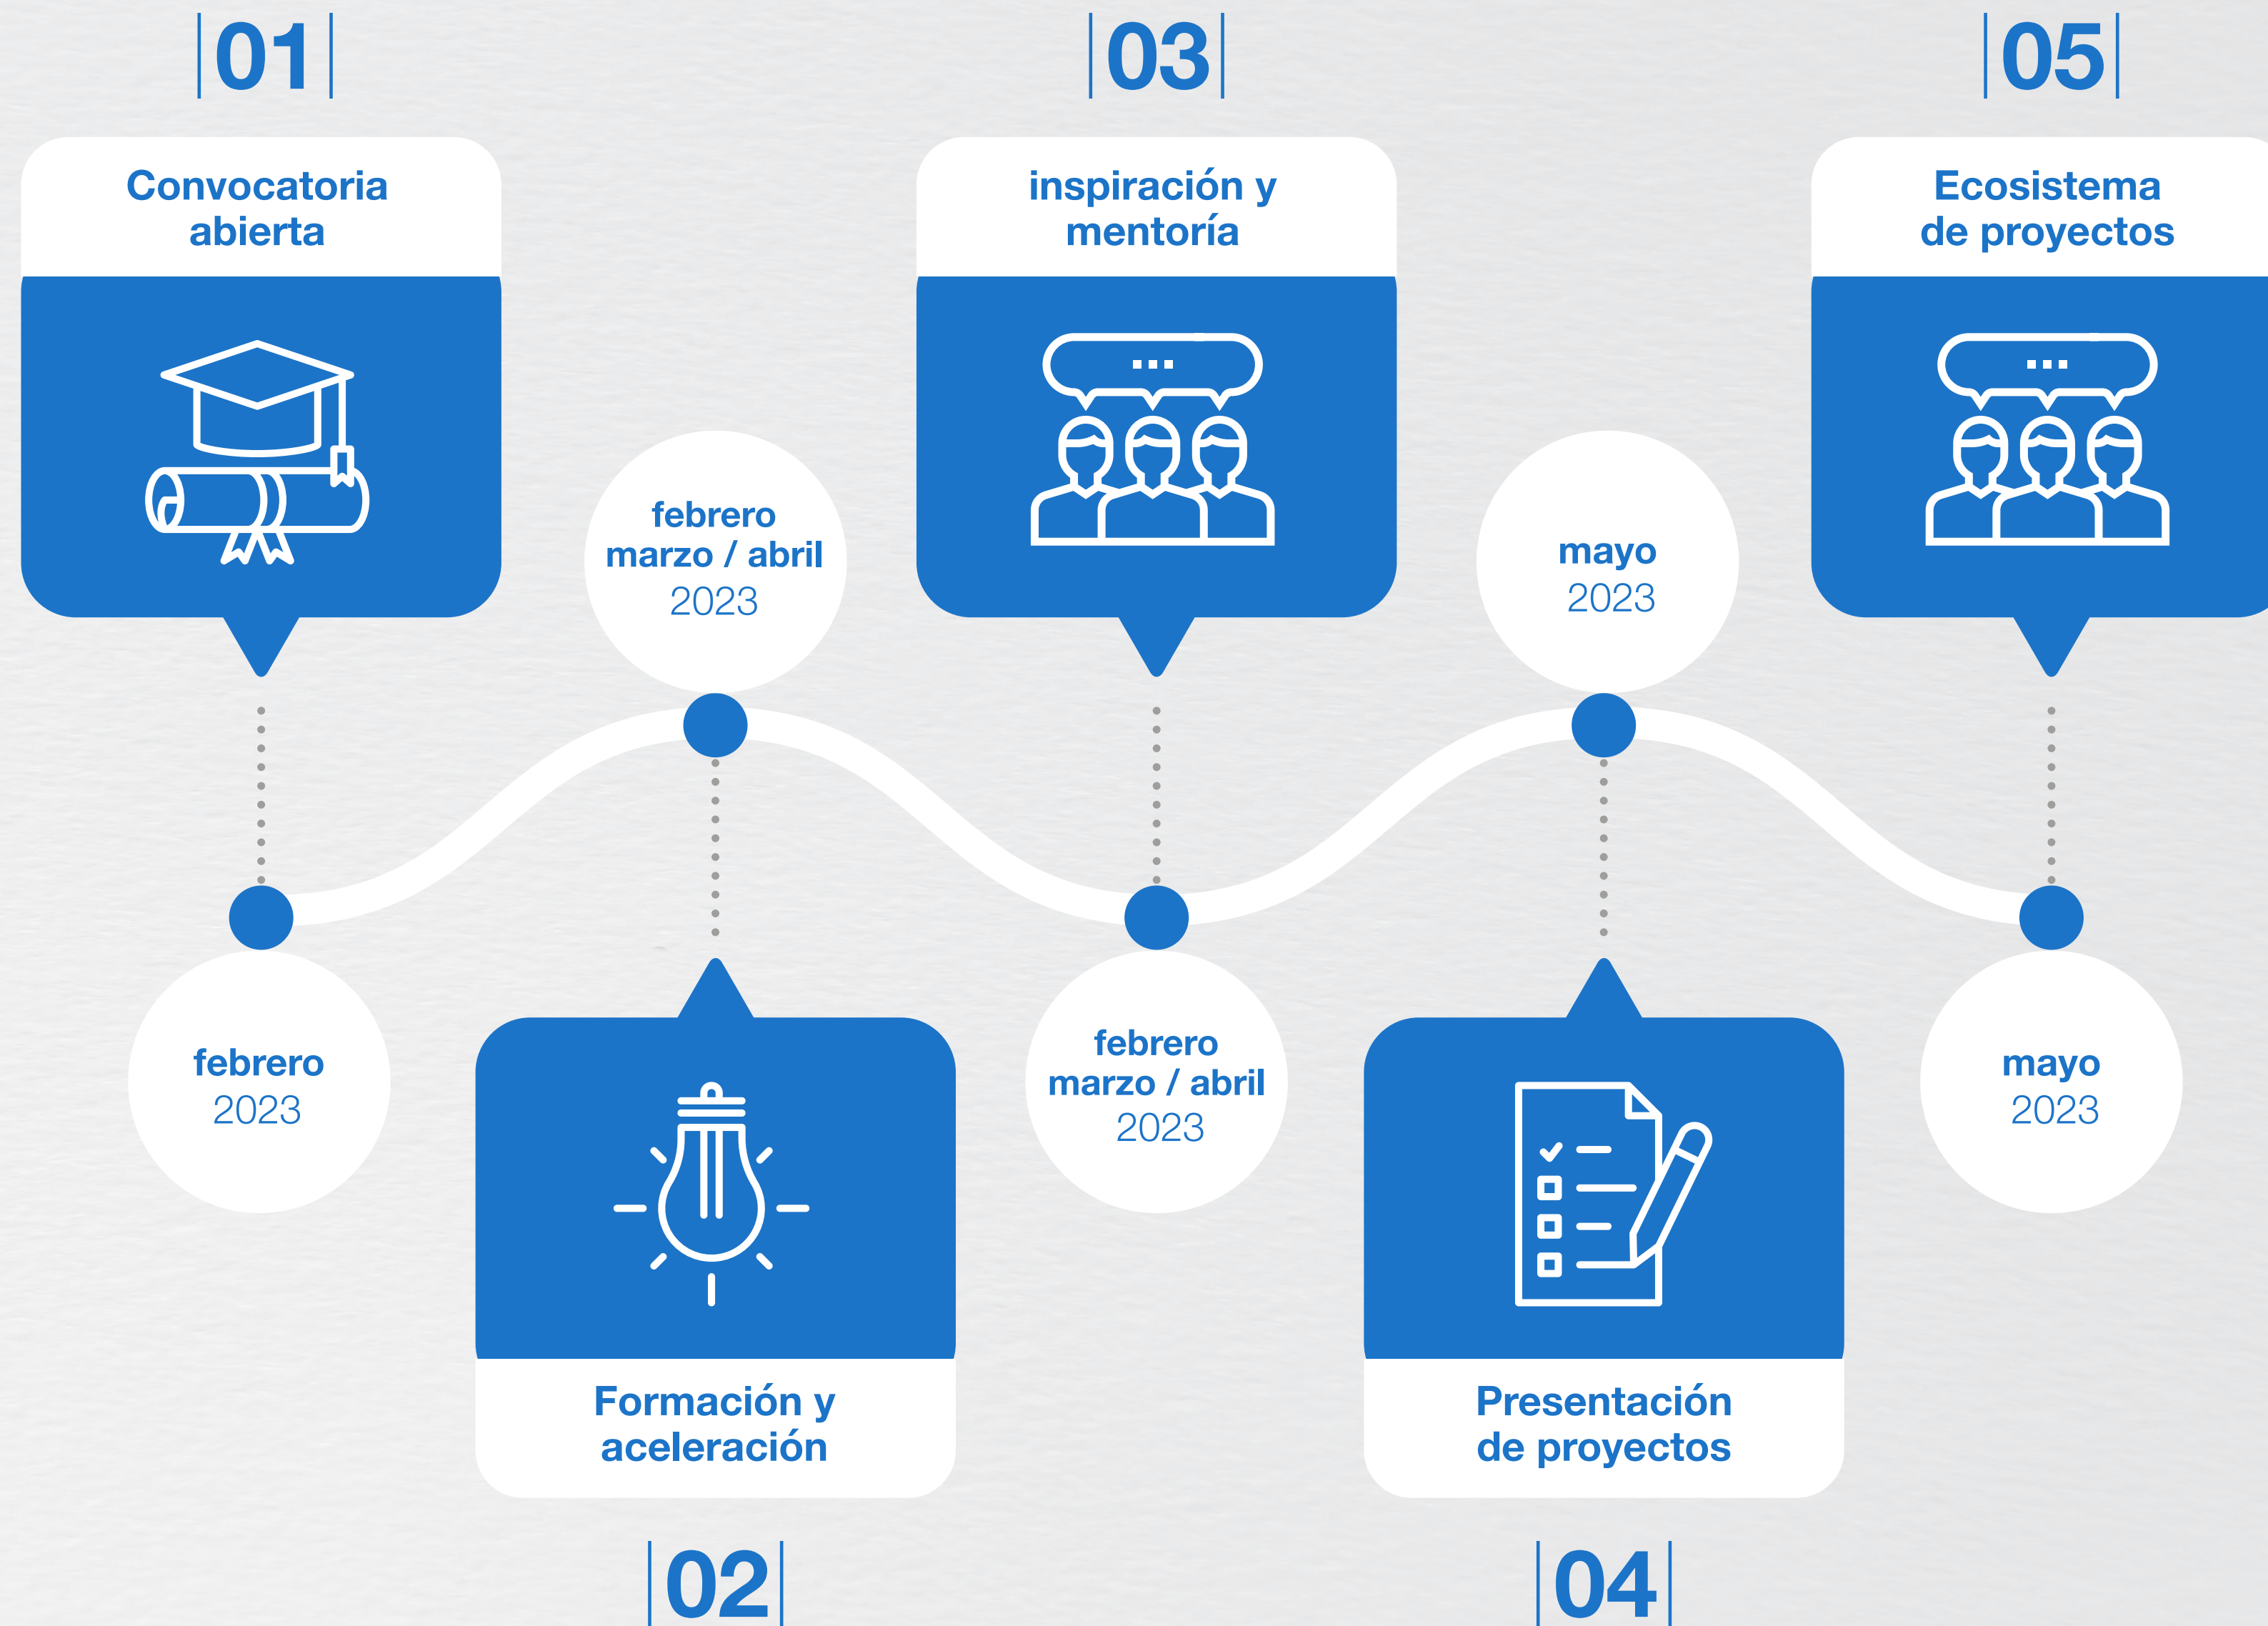 |01|
Convocatoria
abierta
febrero
2023
febrero
marzo / abril
2023
Formación y
aceleración
|02|
|03|
inspiración y
mentoría
febrero
marzo / abril
2023
mayo
2023
Presentación
de proyectos
|04|
|05|
Ecosistema
de proyectos
mayo
2023